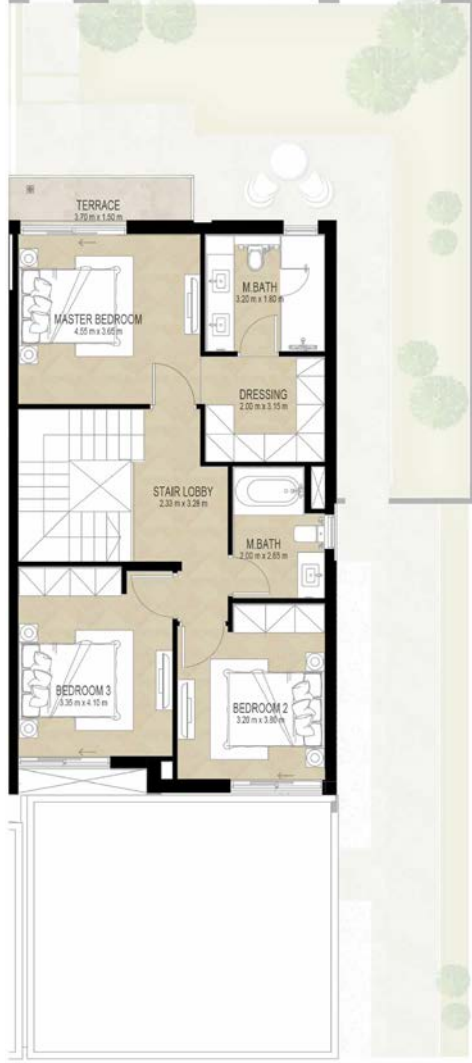 TERRACE
3.70 m x 1.50 m
M.BATH
3.20 m x 1.80 m
MASTER BEDROOM
4.55 m x 3.65 m
DRESSING
2.00 m x 3.15 m
STAIR LOBBY
2.33 m x 3.28 m
M.BATH
2.00 m x 2.65 m
BEDROOM 3
3.35 m x 4.10 m
BEDROOM 2
3.20 m x 3.80 m